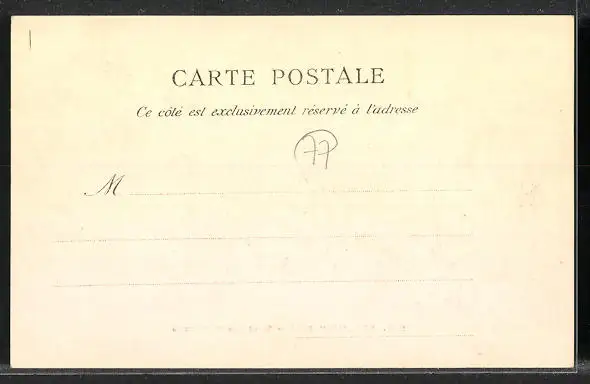 CARTE POSTALE
Ce côté est exclusivement réservé à l'adresse
77
M